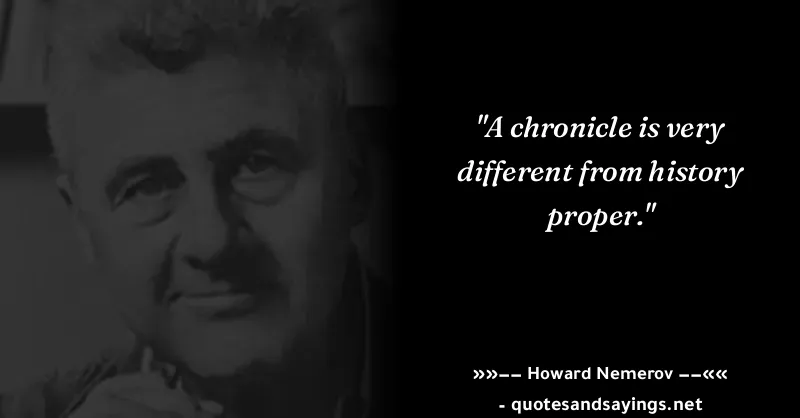 "A chronicle is very
different from history
proper."
»»–– Howard Nemerov ––««
- quotesandsayings.net